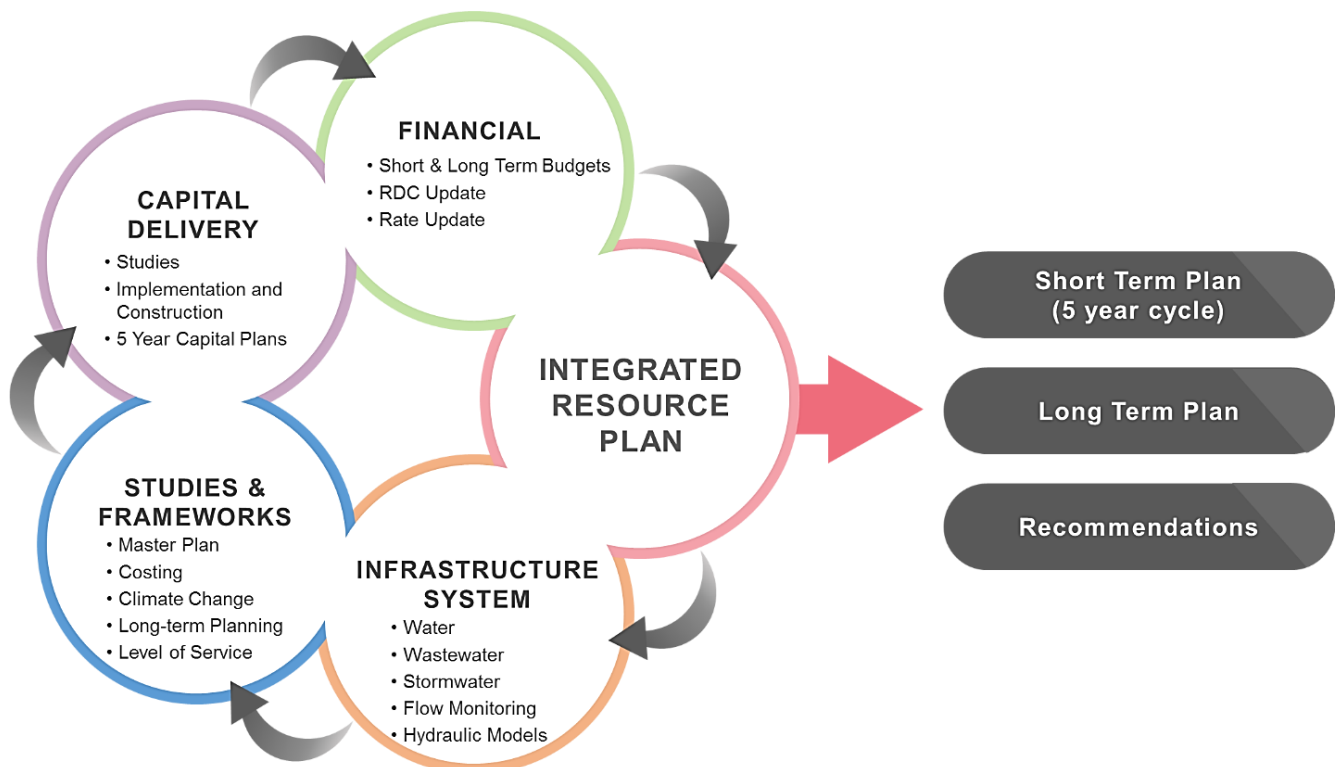 FINANCIAL
• Short & Long Term Budgets
• RDC Update
• Rate Update
CAPITAL
DELIVERY
• Studies
• Implementation and
Construction
• 5 Year Capital Plans
INTEGRATED
RESOURCE
PLAN
STUDIES &
FRAMEWORKS
• Master Plan
• Costing
• Climate Change
• Long-term Planning
• Level of Service
INFRASTRUCTURE
SYSTEM
• Water
• Wastewater
• Stormwater
• Flow Monitoring
• Hydraulic Models
Short Term Plan
(5 year cycle)
Long Term Plan
Recommendations